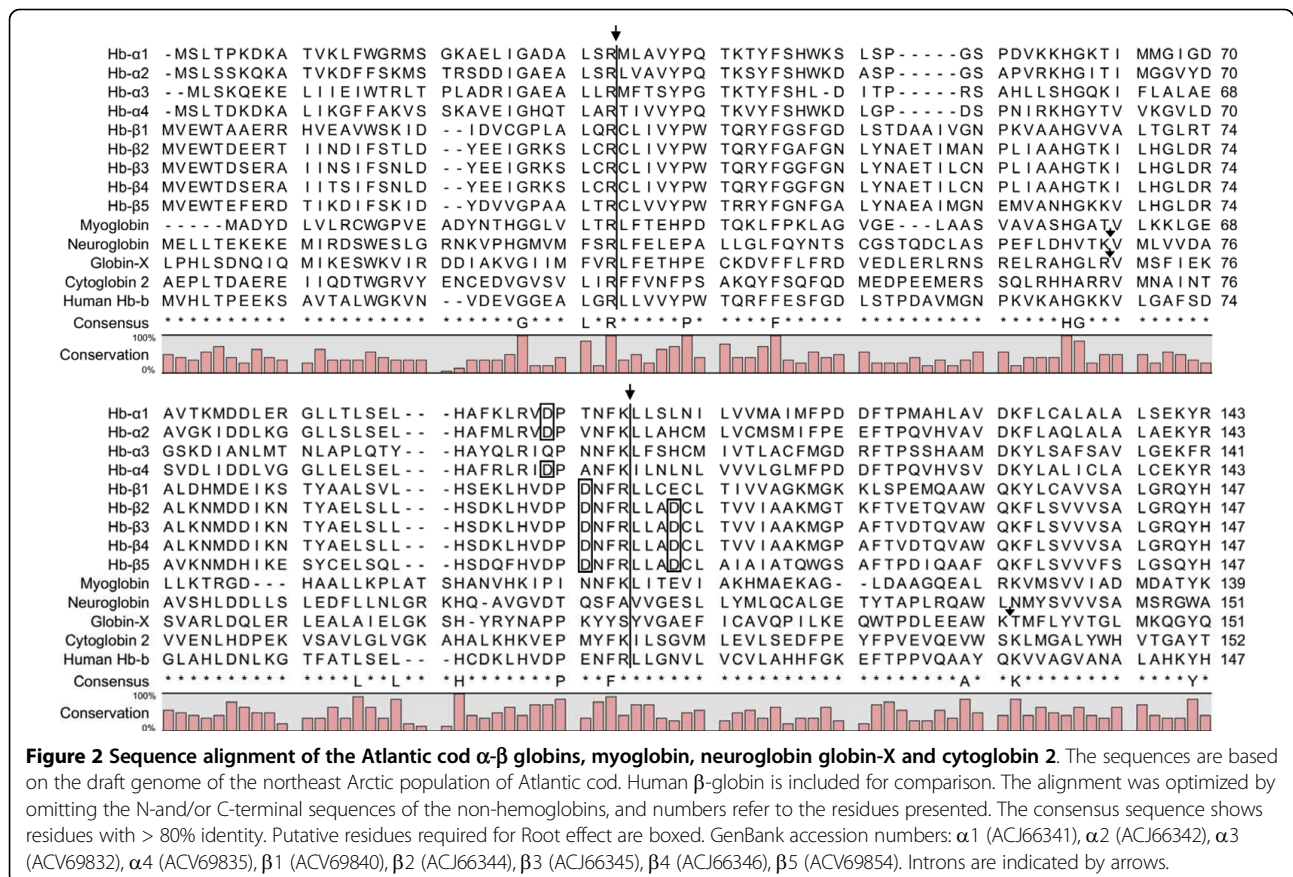 Hb-α1 -MSLTPKDKA TVKLFWGRMS GKAELIGADA LSRMLAVYPQ TKTYFSHWKS LSP-----GS PDVKKHGKTI MMGIGD 70
Hb-α2 -MSLSSKQKA TVKDFFSKMS TRSDDIGAEA LSRLVAVYPQ TKSYFSHWKD ASP-----GS APVRKHGITI MGGVYD 70
Hb-α3 --MLSKQEKE LIIEIWTRLT PLADRIGAEA LLRMFTSYPG TKTYFSHL-D ITP-----RS AHLLSHGQKI FLALAE 68
Hb-α4 -MSLTDKDKA LIKGFFAKVS SKAVEIGHQT LARTIVVYPQ TKVYFSHWKD LGP-----DS PNIRKHGYTV VKGVLD 70
Hb-β1 MVEWTAAERR HVEAVWSKID --IDVCGPLA LQRCLIVYPW TQRYFGSFGD LSTDAAIVGN PKVAAHGVVA LTGLRT 74
Hb-β2 MVEWTDEERT IINDIFSTLD --YEEIGRKS LCRCLIVYPW TQRYFGAFGN LYNAETIMAN PLIAAHGTKI LHGLDR 74
Hb-β3 MVEWTDSERA IINSIFSNLD --YEEIGRKS LCRCLIVYPW TQRYFGGFGN LYNAETILCN PLIAAHGTKI LHGLDR 74
Hb-β4 MVEWTDSERA IITSIFSNLD --YEEIGRKS LCRCLIVYPW TQRYFGGFGN LYNAETILCN PLIAAHGTKI LHGLDR 74
Hb-β5 MVEWTEFERD TIKDIFSKID --YDVVGPAA LTRCLIVYPW TRRYFGNFGA LYNAEAIMGN EMVANHGKTI LHGLDR 74
Myoglobin -----MADYD LVLRCWGPVE ADYNTHGGLV LTRLFTEHPD TQKLFPKLAG VGE---LAAS VAVASHGATV LKKLGE 68
Neuroglobin MELLTEKEKE MIRDSWESLG RNKVPHGMVM FSRLFELEPA LLGLFQYNTS CGSTQDCLAS PEFLDHVTKV MLVVDA 76
Globin-X LPHLSDNQIQ MIKESWKVIR DDIAKVGIIM FVRLFETHPE CKDVFFLFRD VEDLERLRNS RELRAHGLRV MSFIEK 76
Cytoglobin 2 AEPLTDAERE IIQDTWGRVY ENCEDVGVSV LIRFFVNFPS AKQYFSQFQD MEDPEEMERS SQLRHHARRV MNAINT 76
Human Hb-b MVHLTPEEKS AVTALWGKVN --VDEVGGEA LGRLLVVYPW TQRFFESFGD LSTPDAVMGN PKVKAHGKKV LGAFSD 74
Consensus ********** ********** ******G*** L*R****P* ****F***** ********** *****HG*** ******
100%
Conservation
0%
Hb-α1 AVTKMDDLER GLLTLSEL--- HAFKLRVDP TNFKLLSLNI LVVMAIMFPD DFTPMAHLAV DKFLCALALA LSEKYR 143
Hb-α2 AVGKIDDLKG GLLSLSEL--- HAFMLRVDP VNFKLLAHCM LVCMSMIFPE EFTPQVHVAV DKFLAQLALA LAEKYR 143
Hb-α3 GSKDIANLMT NLAPLQTY--- HAYQLRIQP NNFKLFSHCM IVTLACFMGD RFTPSSHAAM DKYLSAFSAV LGEKFR 141
Hb-α4 SVDLIDDLVG GLLELSEL--- HAFRLRIDP ANFKILNLNL VVVLGLMFPD DFTPQVHVSV DKYLALICLA LCEKYR 143
Hb-β1 ALDHMDEIKS TYAALSVL--- HSEKLHVDP DNFRLLCECL TIVVAGKMGK KLSPEMQAAW QKYLCAVVSA LGRQYH 147
Hb-β2 ALKNMDDIKN TYAELSLL--- HSDKLHVDP DNFRLLADCL TVVIAAKMGT KFTVETQVAW QKFLSVVVSA LGRQYH 147
Hb-β3 ALKNMDDIKN TYAELSLL--- HSDKLHVDP DNFRLLADCL TVVIAAKMGP AFTVDTQVAW QKFLSVVVSA LGRQYH 147
Hb-β4 ALKNMDDIKN TYAELSLL--- HSDKLHVDP DNFRLLADCL TVVIAAKMGP AFTVDTQVAW QKFLSVVVSA LGRQYH 147
Hb-β5 AVKNMDHIKE SYCELSQL--- HSDQFHVDP DNFRLLADCL AIAIATQWGS AFTPDIQAAF QKFLSVVVFS LGSQYH 147
Myoglobin LLKTRGD--- HAALLKPLATS HANVHKIPI NNFKLITEVI AKHMAEKAG- -LDAAGQEAL RKVMSVVIAD MDATYK 139
Neuroglobin AVSHLDDLLS LEDFLLNLGRK HQ-AVGVDT QSFAVVGESL LYMLQCALGE TYTAPLRQAW LNMYSVVVSA MSRGWA 151
Globin-X SVARLDQLER LEALAIELGKS H-YRYNAPP KYYSYVGAEF ICAVQPILKE QWTPDLEEAW KTMFLYVTGL MKQGYQ 151
Cytoglobin 2 VVENLHDPEK VSAVLGLVGKA HALKHKVEP MYFKILSGVM LEVLSEDFPE YFPVEVQEVW SKLMGALYWH VTGAYT 152
Human Hb-b GLAHLDNLKG TFATLSEL--- HCDKLHVDP ENFRLLGNVL VCVLAHHFGK EFTPPVQAAY QKVVAGVANA LAHKYH 147
Consensus ********** ****L**L*** H*******P **F******* ********** ********A* *K******** ****Y*
100%
Conservation
0%
Figure 2 Sequence alignment of the Atlantic cod α-β globins, myoglobin, neuroglobin globin-X and cytoglobin 2. The sequences are based
on the draft genome of the northeast Arctic population of Atlantic cod. Human β-globin is included for comparison. The alignment was optimized by
omitting the N-and/or C-terminal sequences of the non-hemoglobins, and numbers refer to the residues presented. The consensus sequence shows
residues with > 80% identity. Putative residues required for Root effect are boxed. GenBank accession numbers: α1 (ACJ66341), α2 (ACJ66342), α3
(ACV69832), α4 (ACV69835), β1 (ACV69840), β2 (ACJ66344), β3 (ACJ66345), β4 (ACJ66346), β5 (ACV69854). Introns are indicated by arrows.